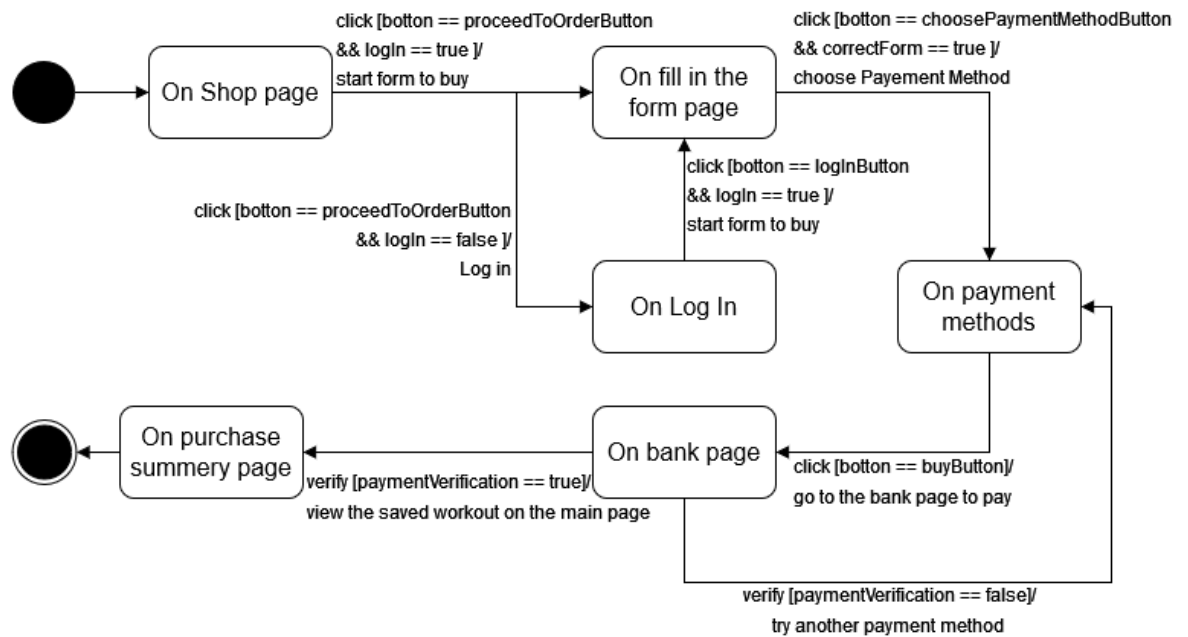 click [botton == proceedToOrderButton
&& logIn == true ]/
start form to buy
click [botton == choosePaymentMethodButton
&& correctForm == true ]/
choose Payement Method
On Shop page
On fill in the
form page
click [botton == logInButton
&& logIn == true ]/
start form to buy
click [botton == proceedToOrderButton
&& logIn == false ]/
Log in
On Log In
On payment
methods
On purchase
summery page
On bank page
click [botton == buyButton]/
go to the bank page to pay
verify [paymentVerification == true]/
view the saved workout on the main page
verify [paymentVerification == false]/
try another payment method